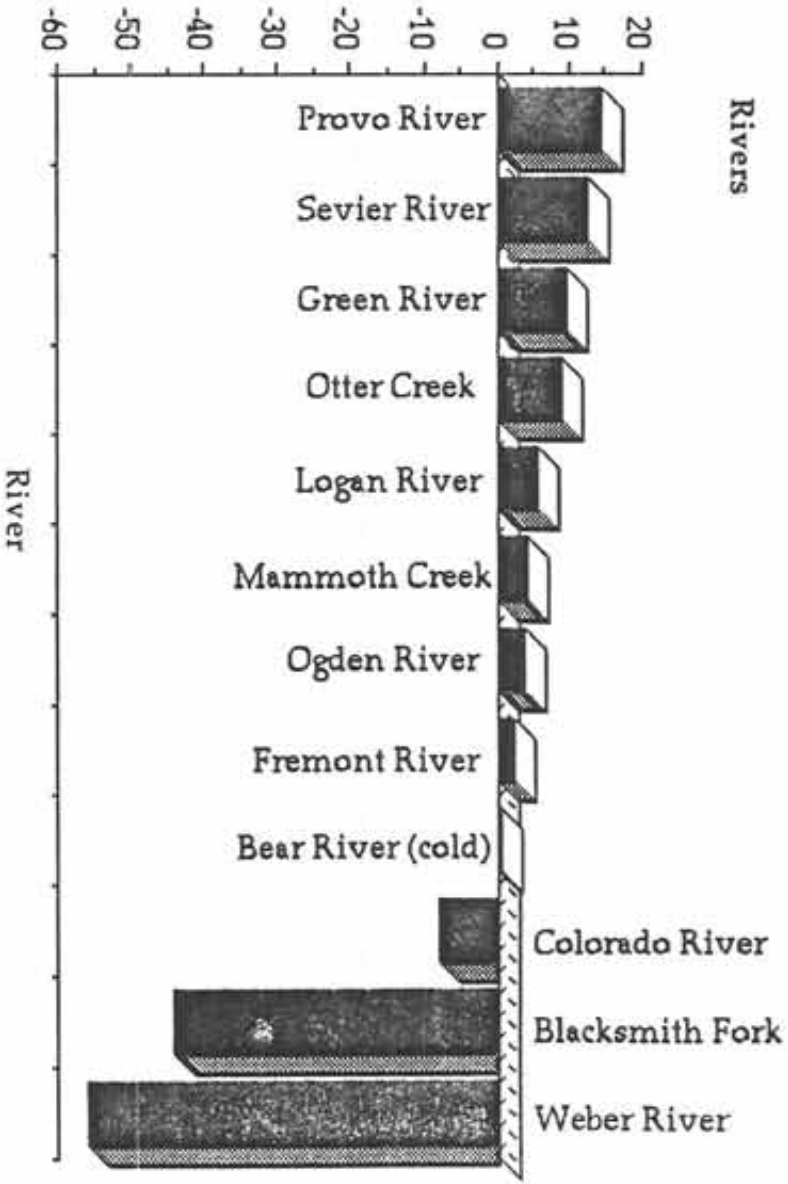 Rivers
-60
-50
-40
-30
-20
-10
0
10
20
Provo River
Sevier River
Green River
Otter Creek
Logan River
Mammoth Creek
Ogden River
Fremont River
Bear River (cold)
Colorado River
Blacksmith Fork
Weber River
River